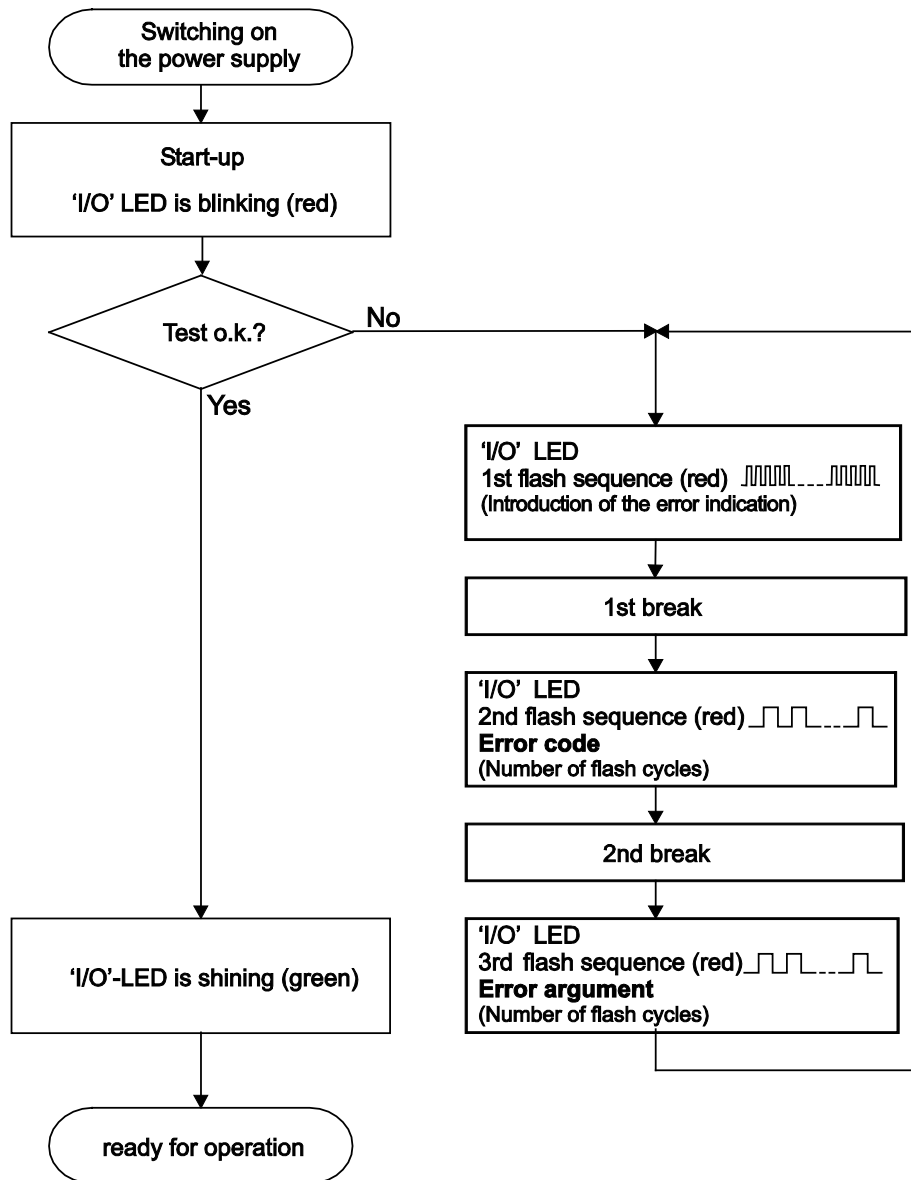 Switching on
the power supply
Start-up
‘I/O’ LED is blinking (red)
Test o.k.?
No
Yes
‘I/O’ LED
1st flash sequence (red)
(Introduction of the error indication)
1st break
‘I/O’ LED
2nd flash sequence (red)
Error code
(Number of flash cycles)
2nd break
‘I/O’ LED
3rd flash sequence (red)
Error argument
(Number of flash cycles)
‘I/O’-LED is shining (green)
ready for operation